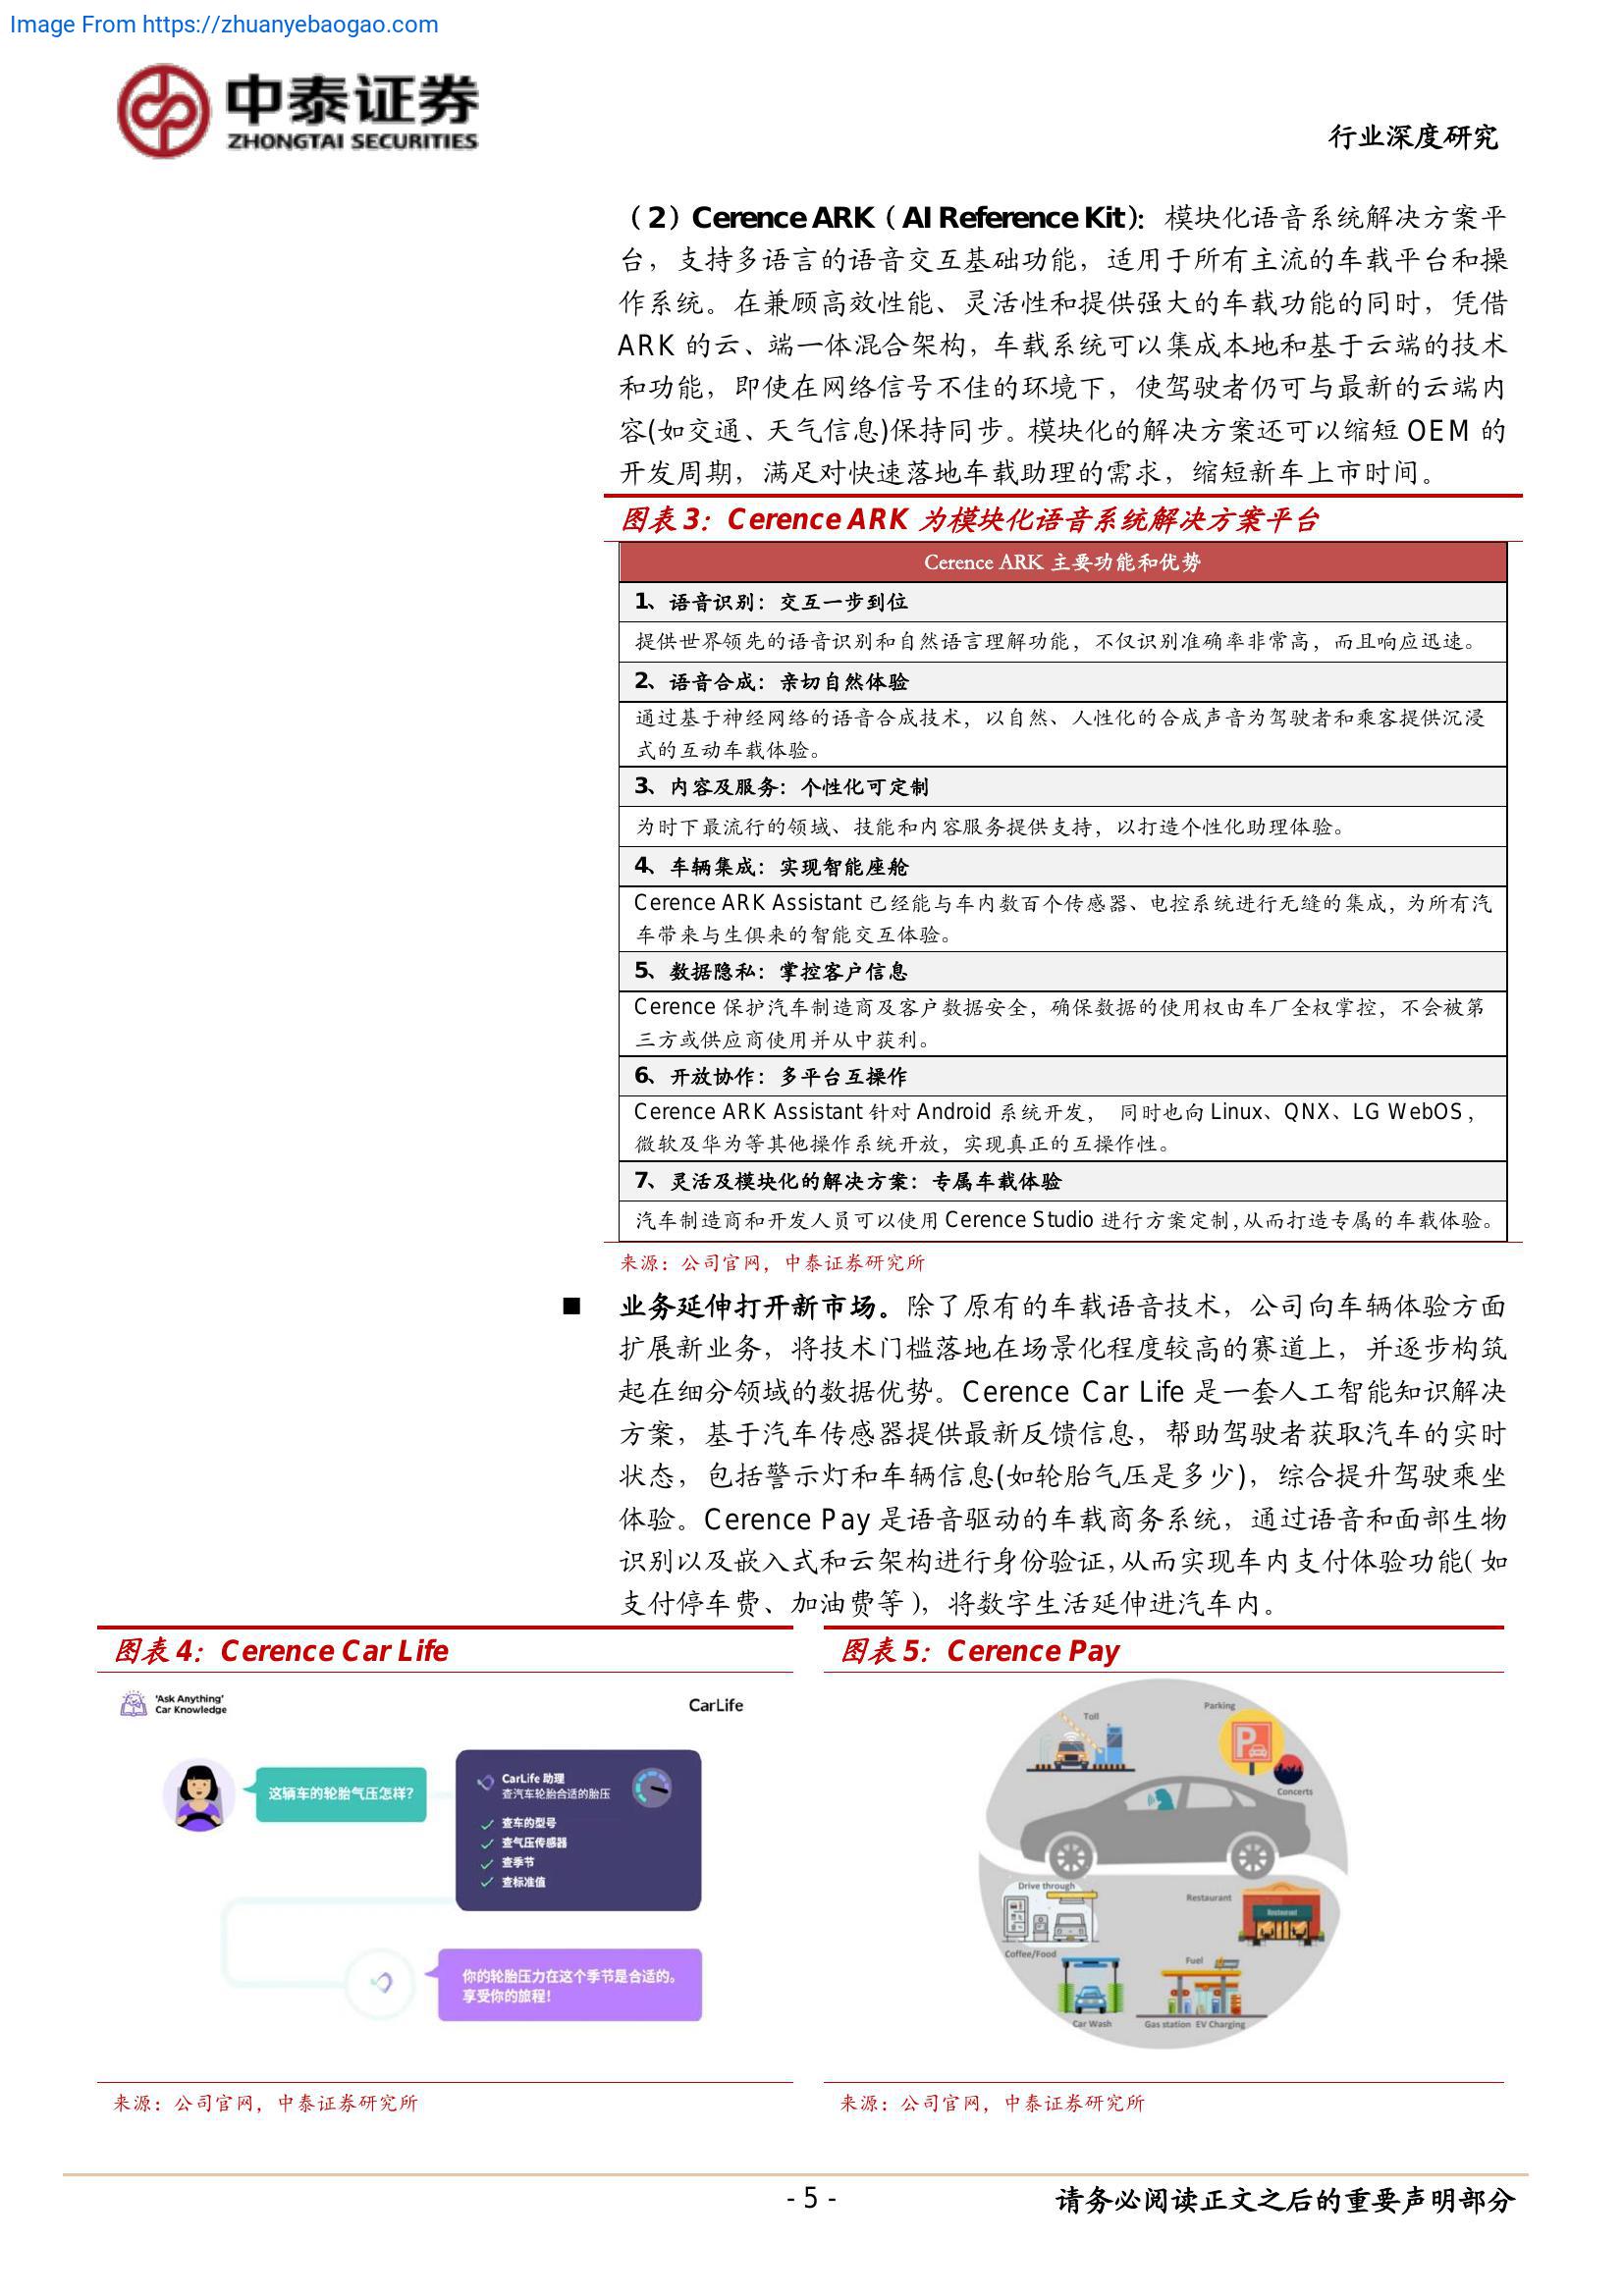 Image From https://zhuanyebaogao.com
中泰证券
ZHONGTAI SECURITIES
行业深度研究
（2）Cerence ARK（AI Reference Kit）：模块化语音系统解决方案平
台，支持多语言的语音交互基础功能，适用于所有主流的车载平台和操
作系统。在兼顾高效性能、灵活性和提供强大的车载功能的同时，凭借
ARK 的云、端一体混合架构，车载系统可以集成本地和基于云端的技术
和功能，即使在网络信号不佳的环境下，使驾驶者仍可与最新的云端内
容(如交通、天气信息)保持同步。模块化的解决方案还可以缩短 OEM 的
开发周期，满足对快速落地车载助理的需求，缩短新车上市时间。
图表 3：Cerence ARK 为模块化语音系统解决方案平台
Cerence ARK 主要功能和优势
1、语音识别：交互一步到位
提供世界领先的语音识别和自然语言理解功能，不仅识别准确率非常高，而且响应迅速。
2、语音合成：亲切自然体验
通过基于神经网络的语音合成技术，以自然、人性化的合成声音为驾驶者和乘客提供沉浸
式的互动车载体验。
3、内容及服务：个性化可定制
为时下最流行的领域、技能和内容服务提供支持，以打造个性化助理体验。
4、车辆集成：实现智能座舱
Cerence ARK Assistant 已经能与车内数百个传感器、电控系统进行无缝的集成，为所有汽
车带来与生俱来的智能交互体验。
5、数据隐私：掌控客户信息
Cerence 保护汽车制造商及客户数据安全，确保数据的使用权由车厂全权掌控，不会被第
三方或供应商使用并从中获利。
6、开放协作：多平台互操作
Cerence ARK Assistant 针对 Android 系统开发， 同时也向 Linux、QNX、LG WebOS，
微软及华为等其他操作系统开放，实现真正的互操作性。
7、灵活及模块化的解决方案：专属车载体验
汽车制造商和开发人员可以使用 Cerence Studio 进行方案定制，从而打造专属的车载体验。
来源：公司官网，中泰证券研究所
■ 业务延伸打开新市场。除了原有的车载语音技术，公司向车辆体验方面
扩展新业务，将技术门槛落地在场景化程度较高的赛道上，并逐步构筑
起在细分领域的数据优势。Cerence Car Life 是一套人工智能知识解决
方案，基于汽车传感器提供最新反馈信息，帮助驾驶者获取汽车的实时
状态，包括警示灯和车辆信息(如轮胎气压是多少)，综合提升驾驶乘坐
体验。Cerence Pay 是语音驱动的车载商务系统，通过语音和面部生物
识别以及嵌入式和云架构进行身份验证，从而实现车内支付体验功能（如
支付停车费、加油费等），将数字生活延伸进汽车内。
图表 4：Cerence Car Life
'Ask Anything'
Car Knowledge
CarLife
这辆车的轮胎气压怎样？
CarLife 助理
查汽车轮胎合适的胎压
查车的型号
查气压传感器
查季节
查标准值
你的轮胎压力在这个季节是合适的。
享受你的旅程！
来源：公司官网，中泰证券研究所
图表 5：Cerence Pay
Parking
Toll
P
Concerts
Drive through
Restaurant
Restaurant
Coffee/Food
Fuel
Car Wash
Gas station EV Charging
来源：公司官网，中泰证券研究所
- 5 -
请务必阅读正文之后的重要声明部分